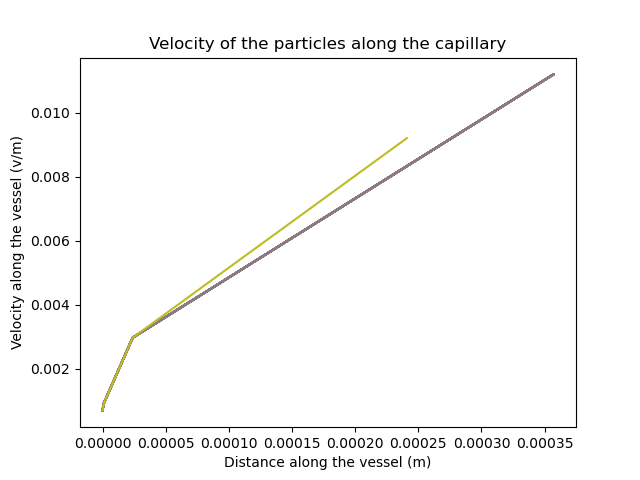 Velocity of the particles along the capillary
Velocity along the vessel (v/m)
0.010
0.008
0.006
0.004
0.002
0.00000 0.00005 0.00010 0.00015 0.00020 0.00025 0.00030 0.00035
Distance along the vessel (m)